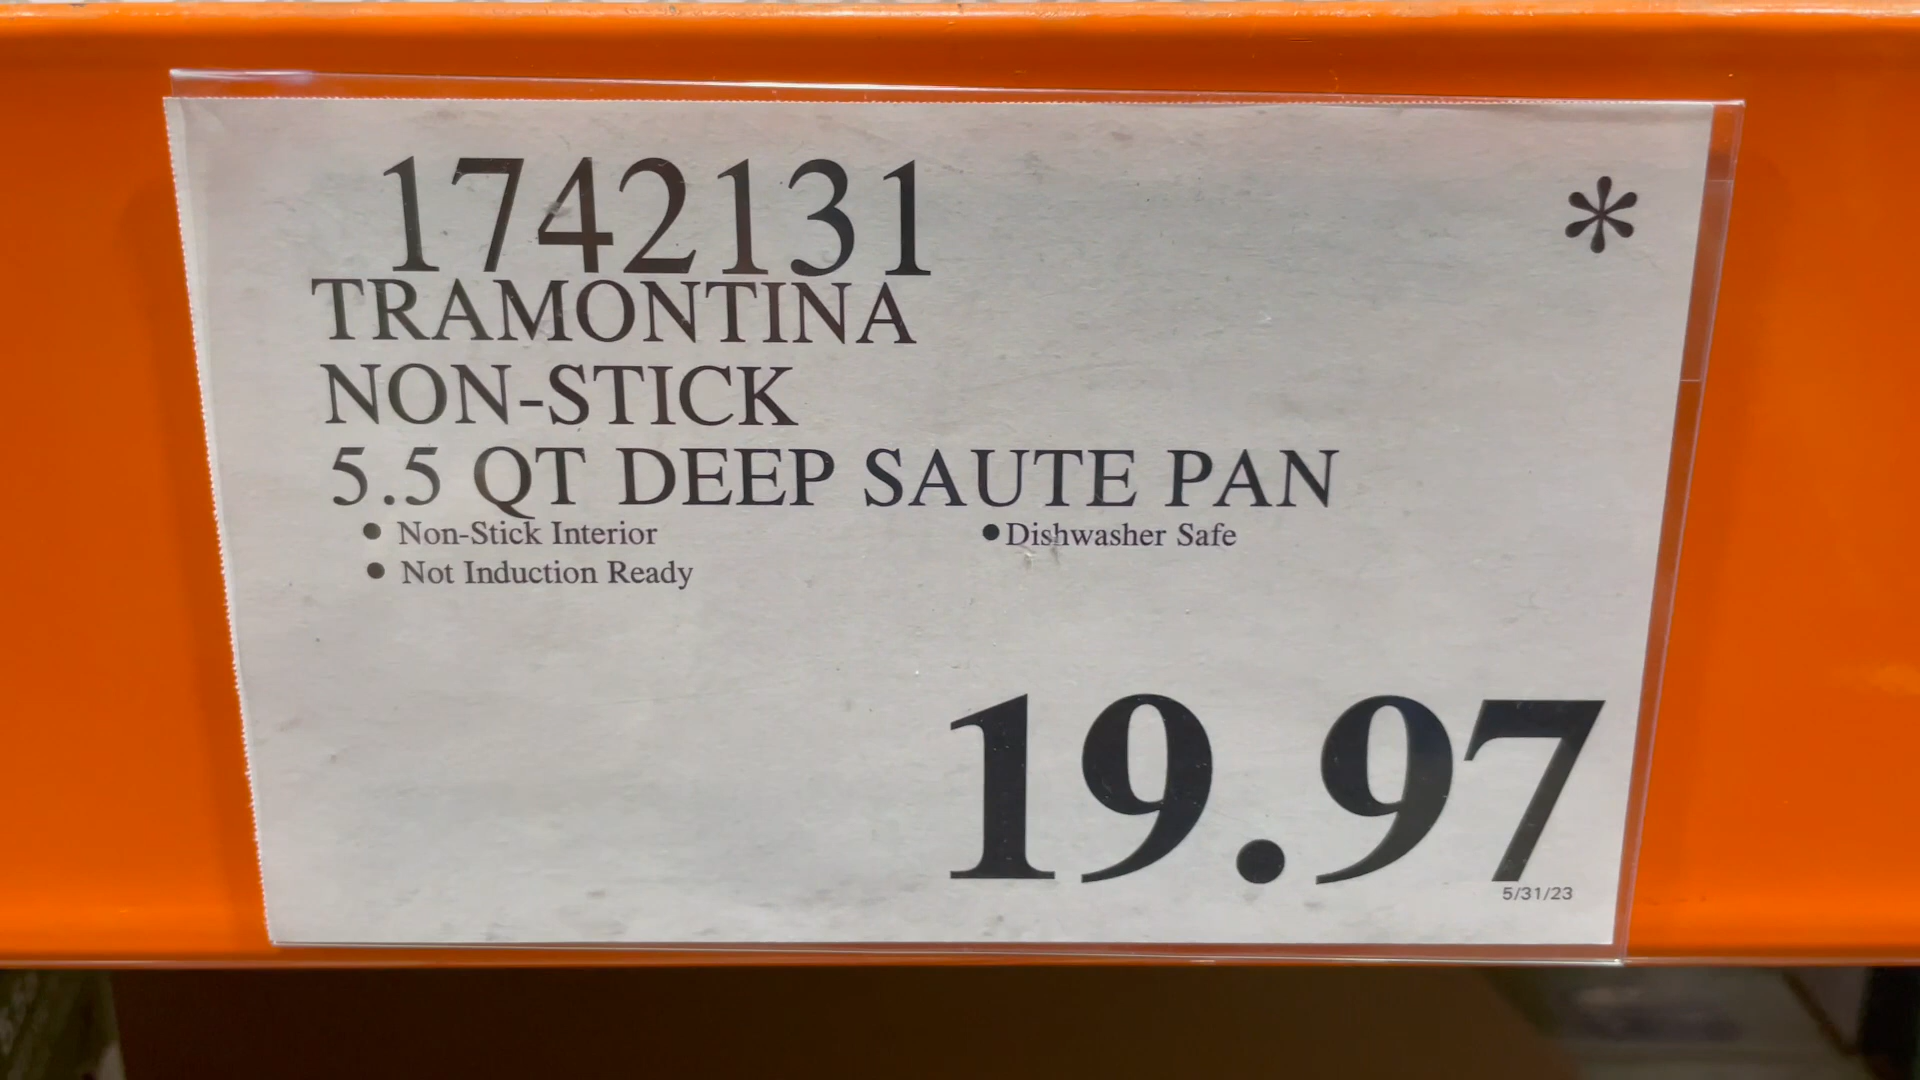 1742131
*
TRAMONTINA
NON-STICK
5.5 QT DEEP SAUTE PAN
● Non-Stick Interior ● Dishwasher Safe
● Not Induction Ready
19.97
5/31/23